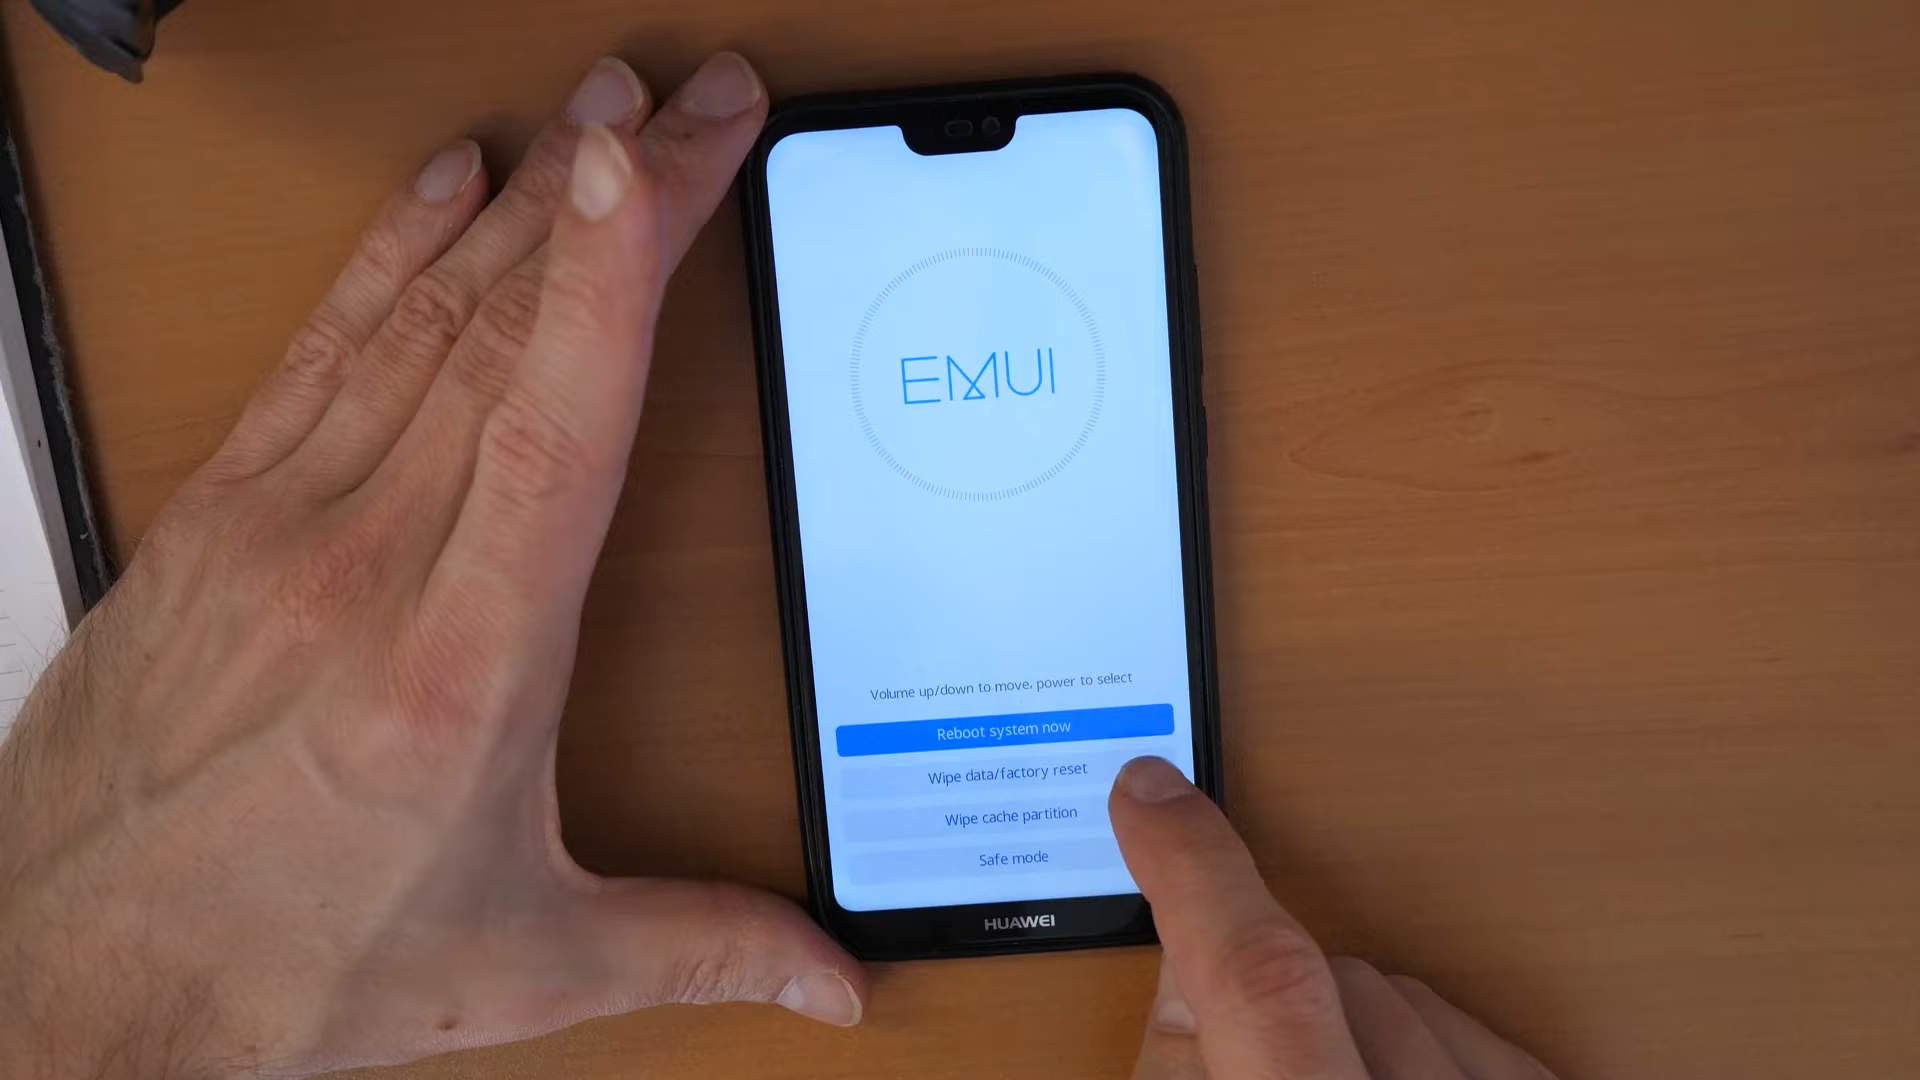 EMUI
Volume up/down to move. power to select
Reboot system now
Wipe data/factory reset
Wipe cache partition
Safe mode
HUAWEI